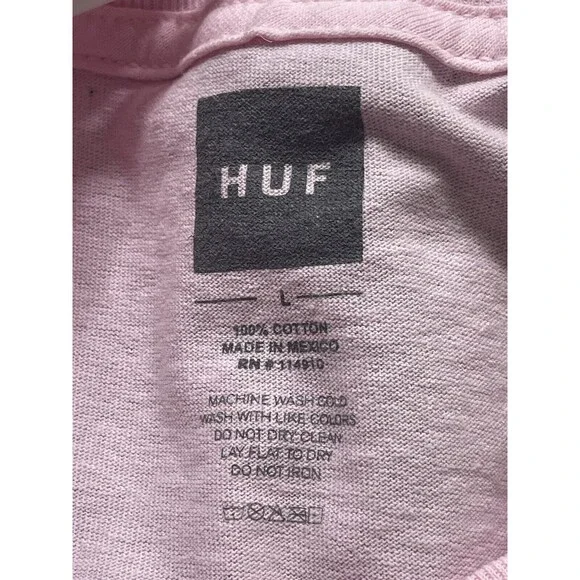 HUF
L
100% COTTON
MADE IN MEXICO
RN # 114910
MACHINE WASH COLD
WASH WITH LIKE COLORS
DO NOT DRY CLEAN
LAY FLAT TO DRY
DO NOT IRON